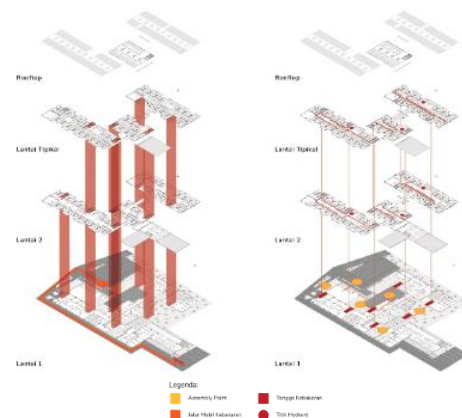 Rooftop
Rooftop
Lantai Tipikal
Lantai Tipikal
Lantai 2
Lantai 2
Lantai 1
Lantai 1
Legenda:
Assembly Point
Tangga Kebakaran
Jalur Mobil Kebakaran
Titik Hydrant